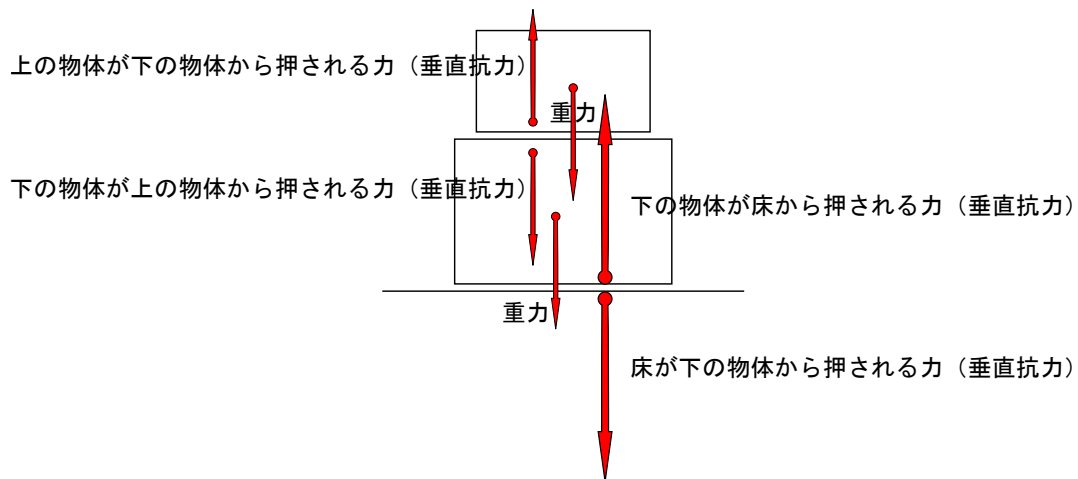 上の物体が下の物体から押される力（垂直抗力）
重力
下の物体が上の物体から押される力（垂直抗力）
下の物体が床から押される力（垂直抗力）
重力
床が下の物体から押される力（垂直抗力）